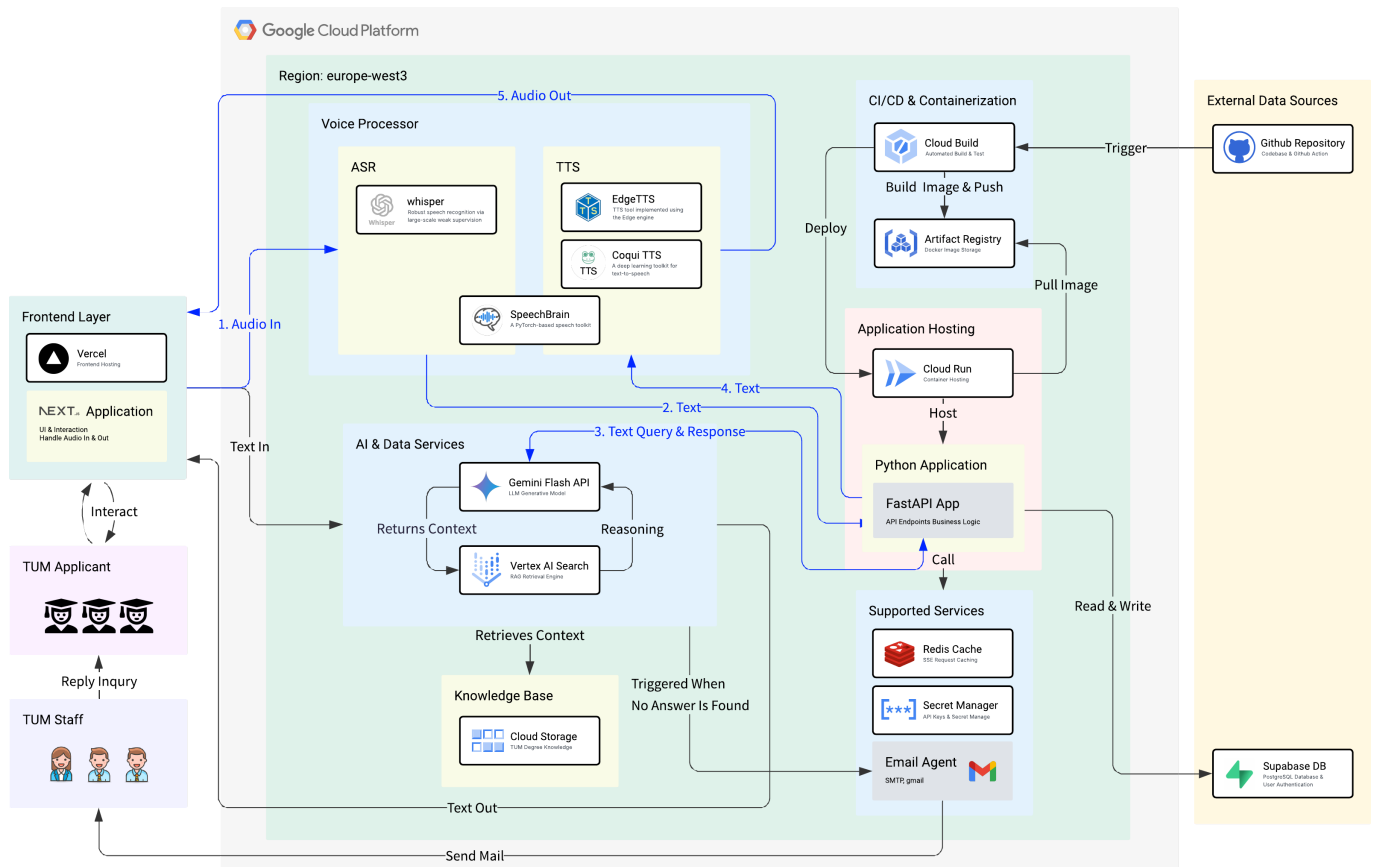 Google Cloud Platform
Region: europe-west3
5. Audio Out
Voice Processor
ASR
whisper
Robust speech recognition via
large-scale weak supervision
Whisper
TTS
EdgeTTS
TTS tool implemented using
the Edge engine
TTS
Coqui TTS
A deep learning toolkit for
text-to-speech
TTS
SpeechBrain
A PyTorch-based speech toolkit
CI/CD & Containerization
Cloud Build
Automated Build & Test
Build Image & Push
Artifact Registry
Docker Image Storage
Deploy
Pull Image
Trigger
External Data Sources
Github Repository
Codebase & Github Action
Frontend Layer
Vercel
Frontend Hosting
NEXT.JS Application
UI & Interaction
Handle Audio In & Out
1. Audio In
Text In
Interact
TUM Applicant
Reply Inqury
TUM Staff
4. Text
2. Text
3. Text Query & Response
AI & Data Services
Gemini Flash API
LLM Generative Model
Returns Context
Reasoning
Vertex AI Search
RAG Retrieval Engine
Retrieves Context
Knowledge Base
Cloud Storage
TUM Degree Knowledge
Triggered When
No Answer Is Found
Text Out
Send Mail
Application Hosting
Cloud Run
Container Hosting
Host
Python Application
FastAPI App
API Endpoints Business Logic
Call
Supported Services
Redis Cache
SSE Request Caching
[***]
Secret Manager
API Keys & Secret Manage
Email Agent
SMTP, gmail
Read & Write
Supabase DB
PostgreSQL Database &
User Authentication